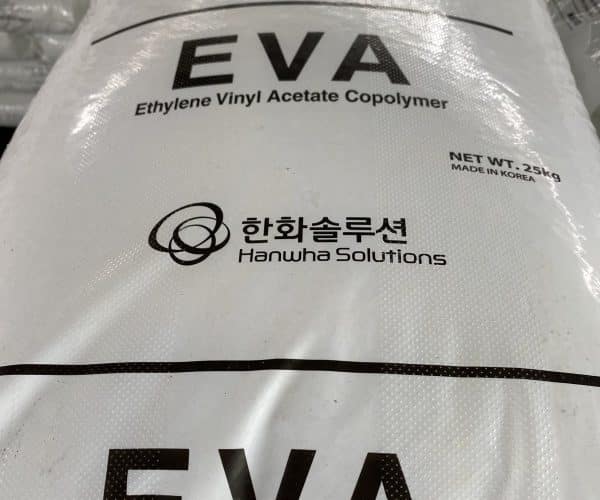 EVA
Ethylene Vinyl Acetate Copolymer
NET WT. 25kg
MADE IN KOREA
한화솔루션
Hanwha Solutions
EVA